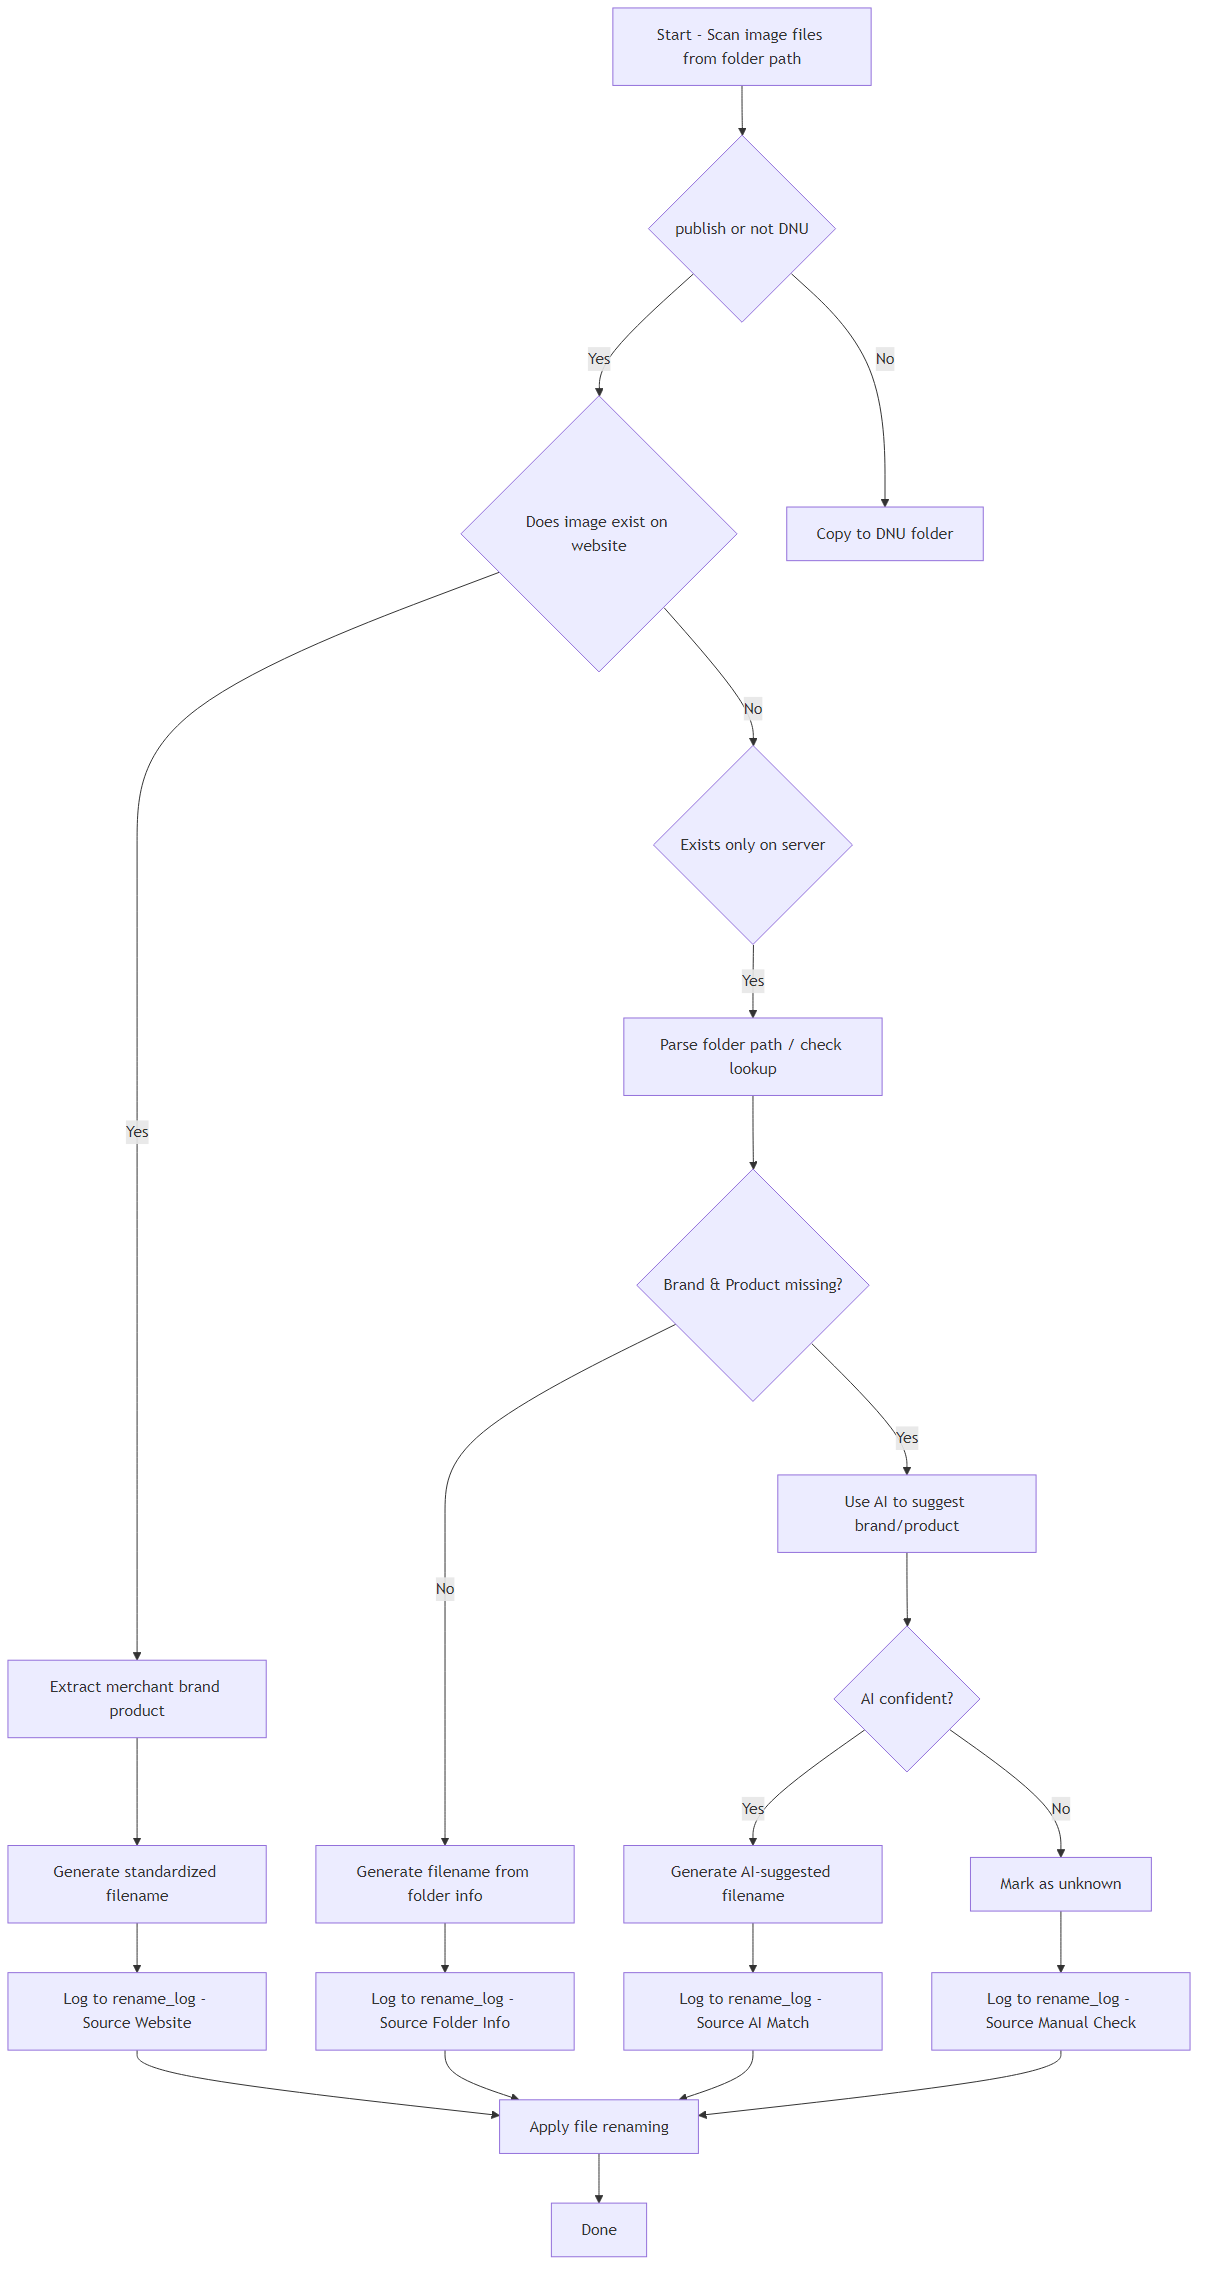 Start - Scan image files
from folder path
publish or not DNU
Yes
No
Does image exist on
website
Copy to DNU folder
No
Exists only on server
Yes
Parse folder path / check
lookup
Yes
Brand & Product missing?
Yes
Use AI to suggest
brand/product
No
AI confident?
Extract merchant brand
product
Yes
No
Generate standardized
filename
Generate filename from
folder info
Generate AI-suggested
filename
Mark as unknown
Log to rename_log -
Source Website
Log to rename_log -
Source Folder Info
Log to rename_log -
Source AI Match
Log to rename_log -
Source Manual Check
Apply file renaming
Done